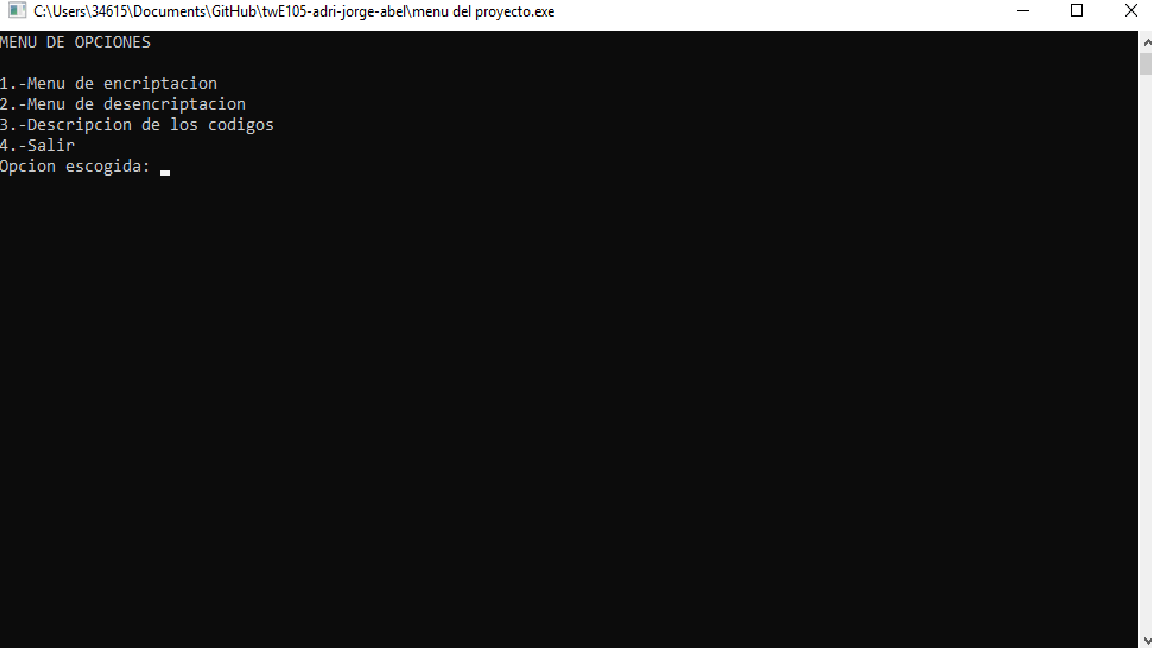 C:\Users\34615\Documents\GitHub\twE105-adri-jorge-abel\menu del proyecto.exe
MENU DE OPCIONES
1.-Menu de encriptacion
2.-Menu de desencriptacion
3.-Descripcion de los codigos
4.-Salir
Opcion escogida: